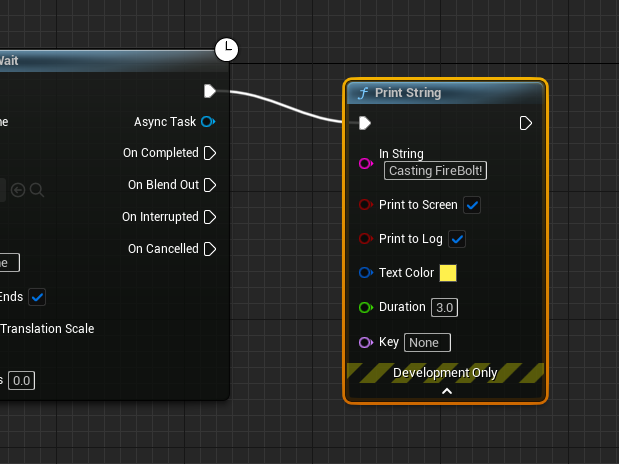 Wait
Async Task
On Completed
On Blend Out
On Interrupted
On Cancelled
Ends
Translation Scale
0.0
Print String
In String
Casting FireBolt!
Print to Screen
Print to Log
Text Color
Duration 3.0
Key None
Development Only